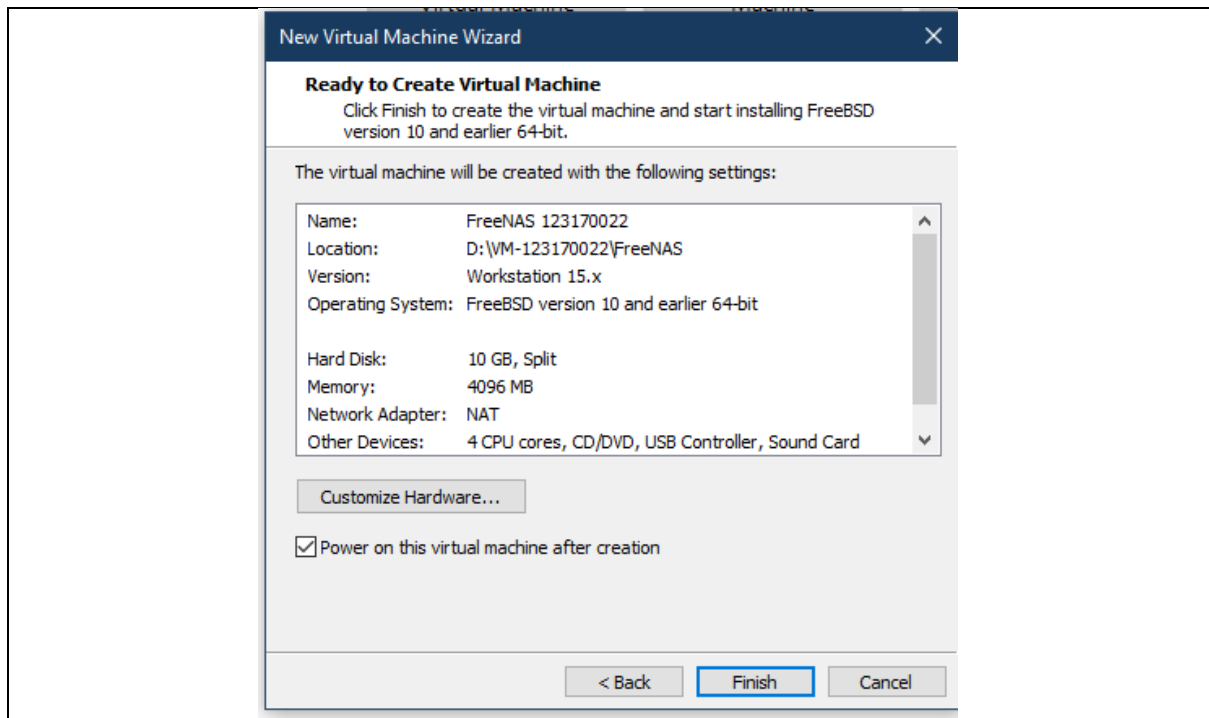 Virtual Machine Machine
New Virtual Machine Wizard
Ready to Create Virtual Machine
Click Finish to create the virtual machine and start installing FreeBSD
version 10 and earlier 64-bit.
The virtual machine will be created with the following settings:
Name: FreeNAS 123170022
Location: D:\VM-123170022\FreeNAS
Version: Workstation 15.x
Operating System: FreeBSD version 10 and earlier 64-bit
Hard Disk: 10 GB, Split
Memory: 4096 MB
Network Adapter: NAT
Other Devices: 4 CPU cores, CD/DVD, USB Controller, Sound Card
Customize Hardware...
Power on this virtual machine after creation
< Back Finish Cancel